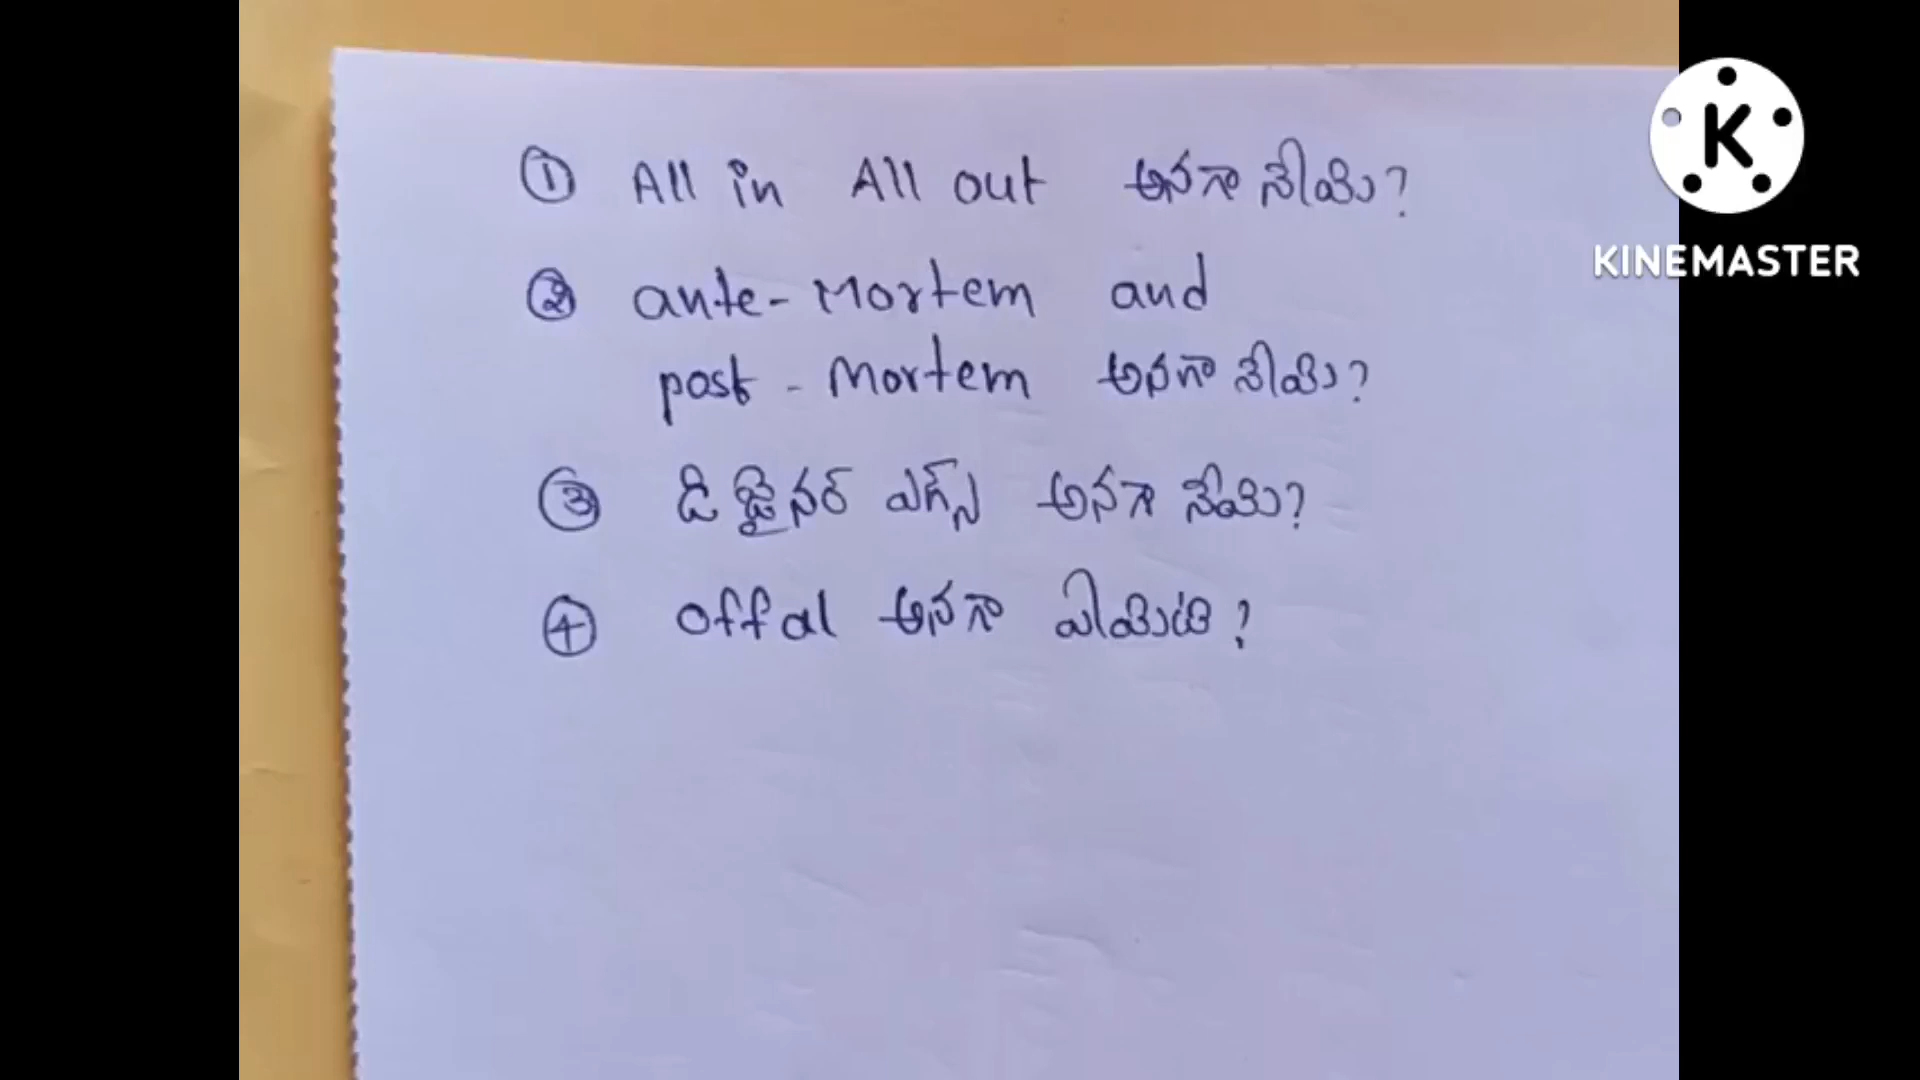 ① All in All out అనగా నేమి?
② ante-Mortem and
post - Mortem అనగా నేమి?
③ డిజైనర్ ఎగ్స్ అనగా నేమి?
④ offal అనగా ఏమిటి?
K
KINEMASTER